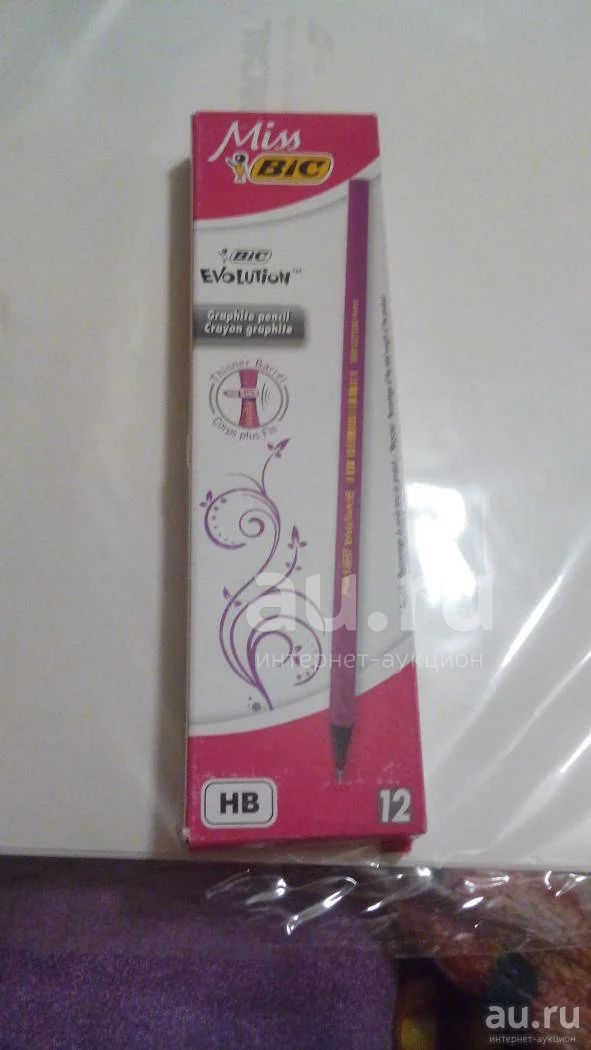 Miss
BIC
BIC
EVOLUTION™
Graphite pencil
Crayon graphite
Thinner Barrel
Corps plus Fin
HB
12
au.ru
интернет-аукцион
au.ru
интернет-аукцион